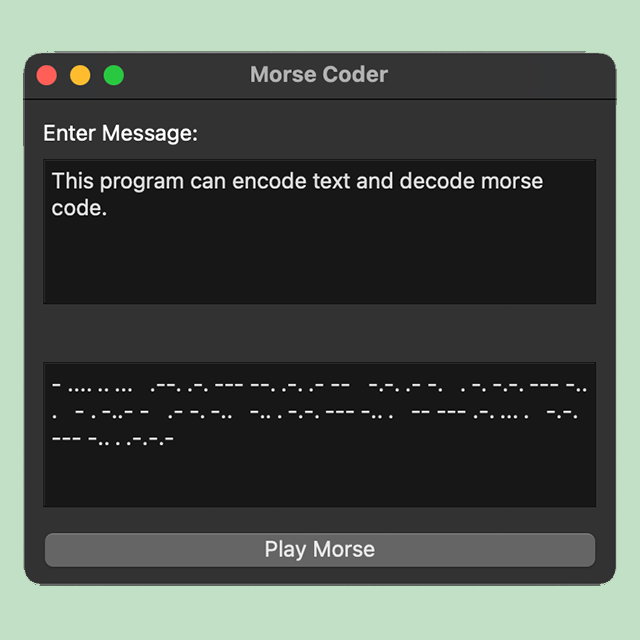 Morse Coder
Enter Message:
This program can encode text and decode morse
code.
- .... .. ...   .--. .-. --- --. .-. .- --   -.-. .- -.   . -. -.-. --- -..
.   - . -..- -   .- -. -..   -.. . -.-. --- -.. .   -- --- .-. ... .   -.-.
--- -.. . .-.-.-
Play Morse